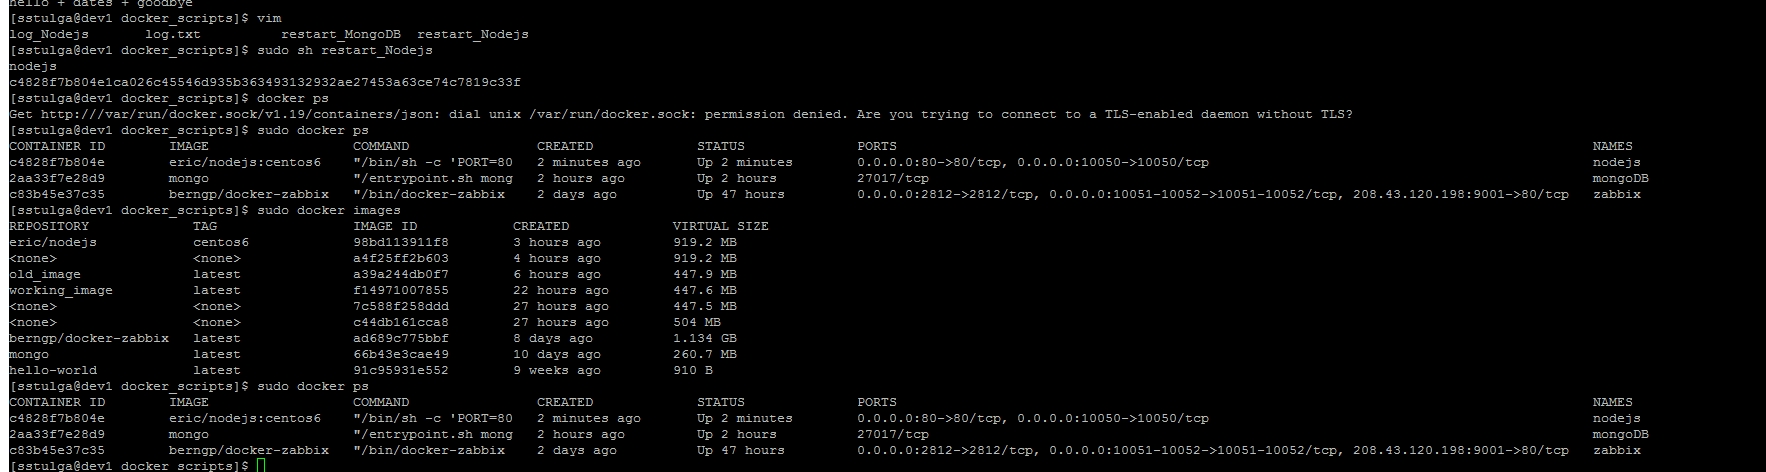 hello + dates + goodbye
[sstulga@dev1 docker_scripts]$ vim
log_Nodejs       log.txt          restart_MongoDB  restart_Nodejs
[sstulga@dev1 docker_scripts]$ sudo sh restart_Nodejs
nodejs
c4828f7b804e1ca026c45546d935b363493132932ae27453a63ce74c7819c33f
[sstulga@dev1 docker_scripts]$ docker ps
Get http:///var/run/docker.sock/v1.19/containers/json: dial unix /var/run/docker.sock: permission denied. Are you trying to connect to a TLS-enabled daemon without TLS?
[sstulga@dev1 docker_scripts]$ sudo docker ps
CONTAINER ID        IMAGE                  COMMAND                CREATED             STATUS              PORTS                                                                                       NAMES
c4828f7b804e        eric/nodejs:centos6    "/bin/sh -c 'PORT=80   2 minutes ago       Up 2 minutes        0.0.0.0:80->80/tcp, 0.0.0.0:10050->10050/tcp                                                nodejs
2aa33f7e28d9        mongo                  "/entrypoint.sh mong   2 hours ago         Up 2 hours          27017/tcp                                                                                   mongoDB
c83b45e37c35        berngp/docker-zabbix   "/bin/docker-zabbix    2 days ago          Up 47 hours         0.0.0.0:2812->2812/tcp, 0.0.0.0:10051-10052->10051-10052/tcp, 208.43.120.198:9001->80/tcp   zabbix
[sstulga@dev1 docker_scripts]$ sudo docker images
REPOSITORY             TAG                 IMAGE ID            CREATED             VIRTUAL SIZE
eric/nodejs            centos6             98bd113911f8        3 hours ago         919.2 MB
<none>                 <none>              a4f25ff2b603        4 hours ago         919.2 MB
old_image              latest              a39a244db0f7        6 hours ago         447.9 MB
working_image          latest              f14971007855        22 hours ago        447.6 MB
<none>                 <none>              7c588f258ddd        27 hours ago        447.5 MB
<none>                 <none>              c44db161cca8        27 hours ago        504 MB
berngp/docker-zabbix   latest              ad689c775bbf        8 days ago          1.134 GB
mongo                  latest              66b43e3cae49        10 days ago         260.7 MB
hello-world            latest              91c95931e552        9 weeks ago         910 B
[sstulga@dev1 docker_scripts]$ sudo docker ps
CONTAINER ID        IMAGE                  COMMAND                CREATED             STATUS              PORTS                                                                                       NAMES
c4828f7b804e        eric/nodejs:centos6    "/bin/sh -c 'PORT=80   2 minutes ago       Up 2 minutes        0.0.0.0:80->80/tcp, 0.0.0.0:10050->10050/tcp                                                nodejs
2aa33f7e28d9        mongo                  "/entrypoint.sh mong   2 hours ago         Up 2 hours          27017/tcp                                                                                   mongoDB
c83b45e37c35        berngp/docker-zabbix   "/bin/docker-zabbix    2 days ago          Up 47 hours         0.0.0.0:2812->2812/tcp, 0.0.0.0:10051-10052->10051-10052/tcp, 208.43.120.198:9001->80/tcp   zabbix
[sstulga@dev1 docker_scripts]$